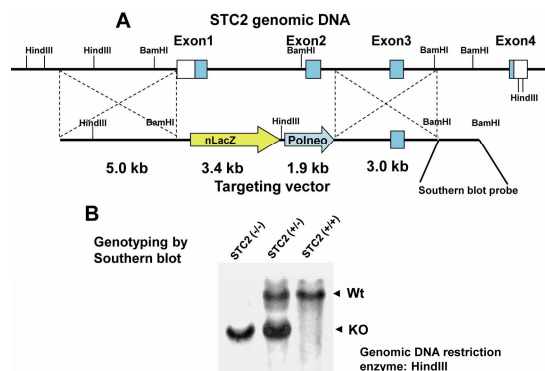 A
STC2 genomic DNA
HindIII
HindIII
BamHI
Exon1
Exon2
BamHI
Exon3
BamHI
BamHI
Exon4
HindIII
HindIII
BamHI
nLacZ
HindIII
Polneo
BamHI
BamHI
5.0 kb
3.4 kb
1.9 kb
3.0 kb
Targeting vector
Southern blot probe
B
Genotyping by
Southern blot
STC2 (-/-)
STC2 (+/-)
STC2 (+/+)
Wt
KO
Genomic DNA restriction
enzyme: HindIII